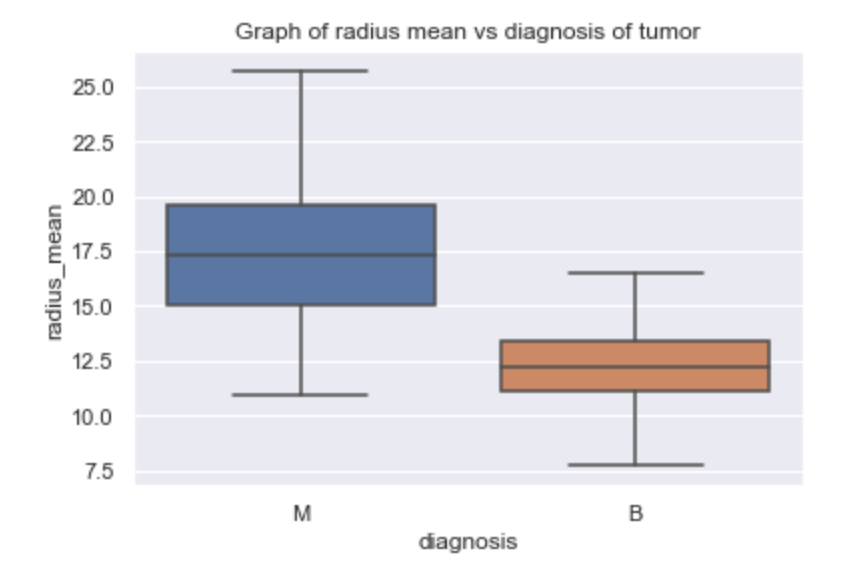 Graph of radius mean vs diagnosis of tumor
25.0
22.5
20.0
17.5
15.0
12.5
10.0
7.5
radius_mean
M
B
diagnosis